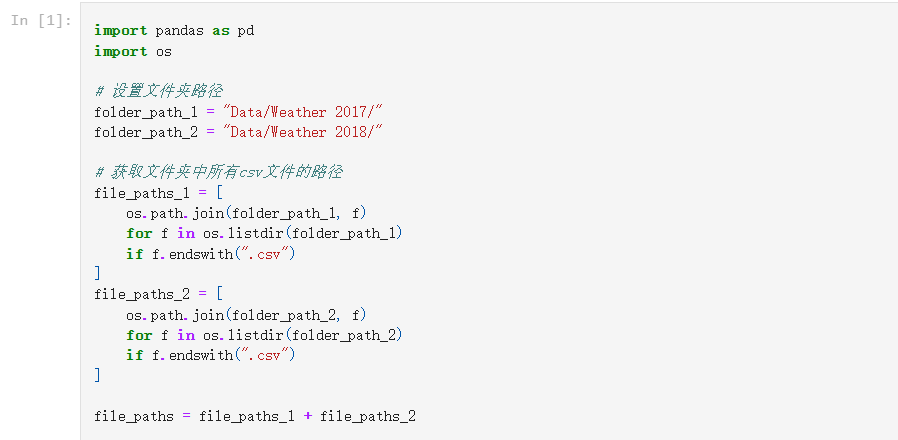 In [1]:
import pandas as pd
import os
# 设置文件夹路径
folder_path_1 = "Data/Weather 2017/"
folder_path_2 = "Data/Weather 2018/"
# 获取文件夹中所有csv文件的路径
file_paths_1 = [
    os.path.join(folder_path_1, f)
    for f in os.listdir(folder_path_1)
    if f.endswith(".csv")
]
file_paths_2 = [
    os.path.join(folder_path_2, f)
    for f in os.listdir(folder_path_2)
    if f.endswith(".csv")
]
file_paths = file_paths_1 + file_paths_2